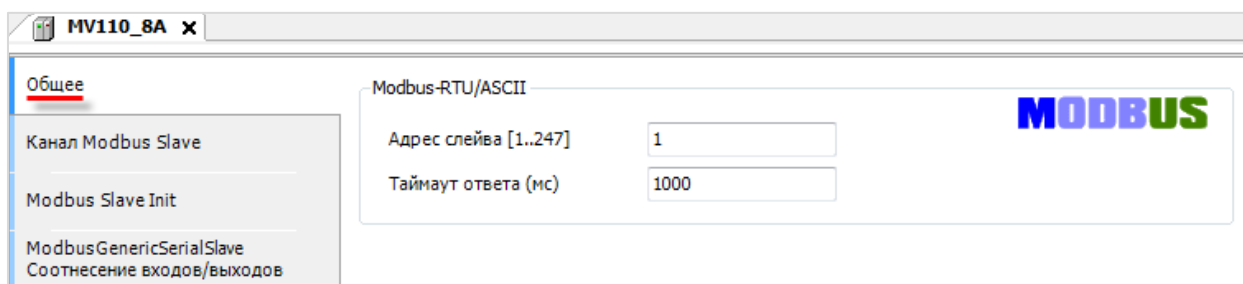 MV110_8A
Общее
Modbus-RTU/ASCII
MODBUS
Адрес слейва [1..247]
1
Канал Modbus Slave
Таймаут ответа (мс)
1000
Modbus Slave Init
ModbusGenericSerialSlave
Соотнесение входов/выходов